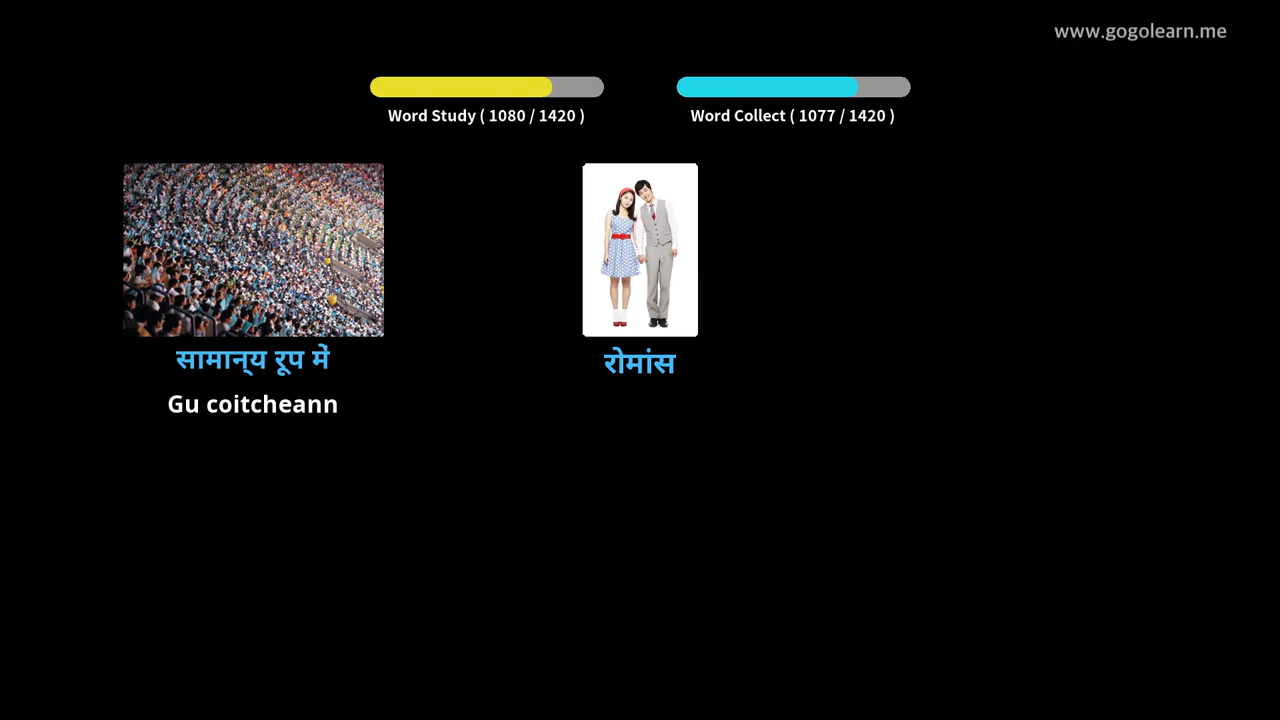 www.gogolearn.me
Word Study ( 1080 / 1420 )
Word Collect ( 1077 / 1420 )
सामान्य रूप में
Gu coitcheann
रोमांस